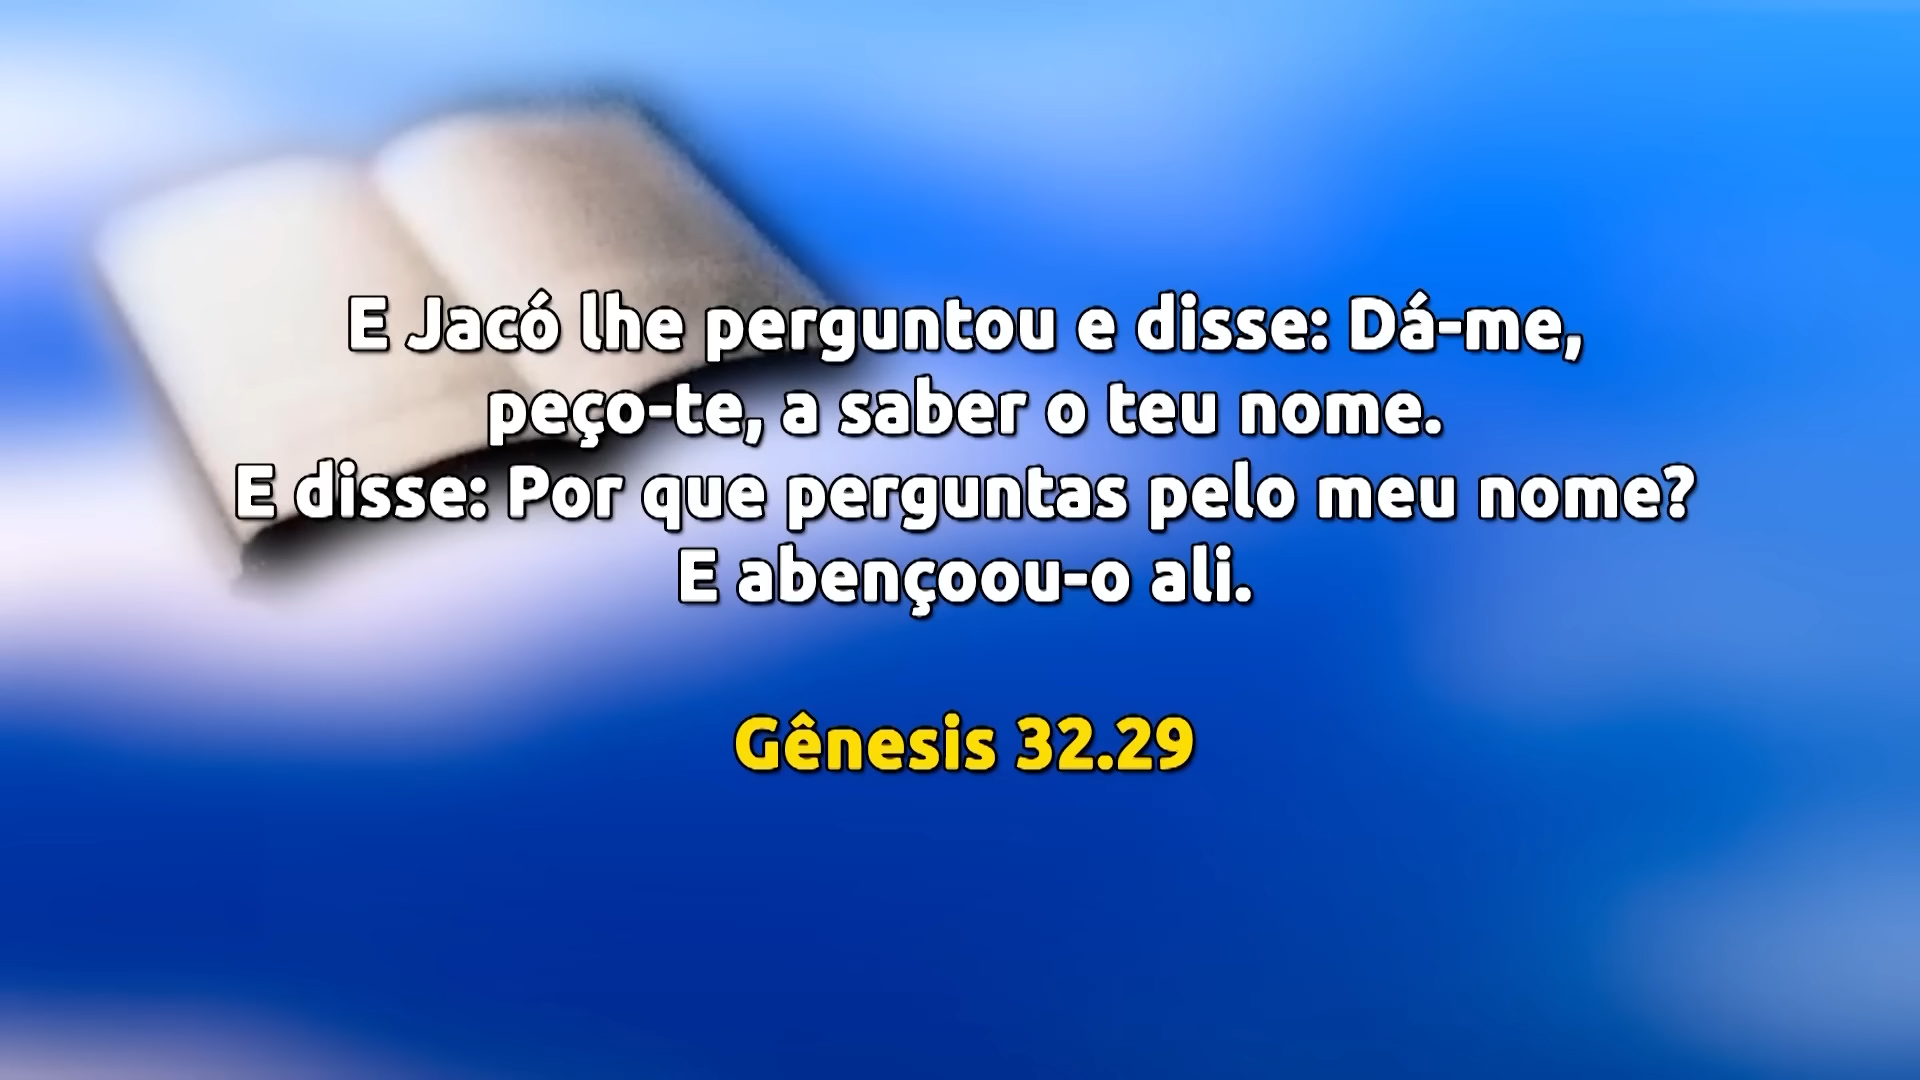 E Jacó lhe perguntou e disse: Dá-me,
peço-te, a saber o teu nome.
E disse: Por que perguntas pelo meu nome?
E abençoou-o ali.
Gênesis 32.29